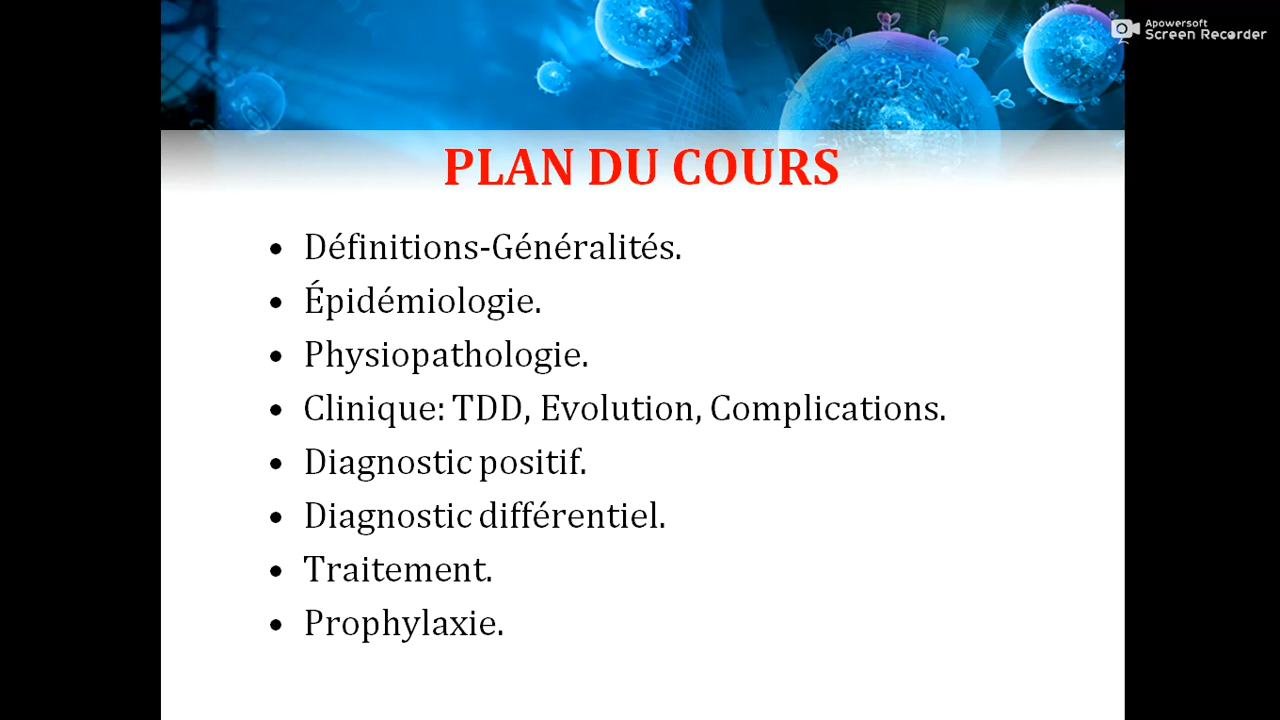 Apowersoft
Screen Recorder
PLAN DU COURS
• Définitions-Généralités.
• Épidémiologie.
• Physiopathologie.
• Clinique: TDD, Evolution, Complications.
• Diagnostic positif.
• Diagnostic différentiel.
• Traitement.
• Prophylaxie.